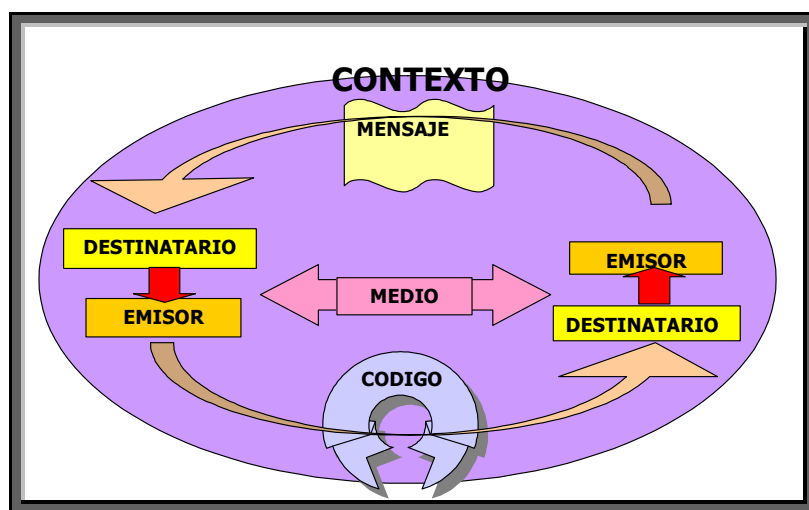 CONTEXTO
MENSAJE
DESTINATARIO
EMISOR
MEDIO
EMISOR
DESTINATARIO
CODIGO